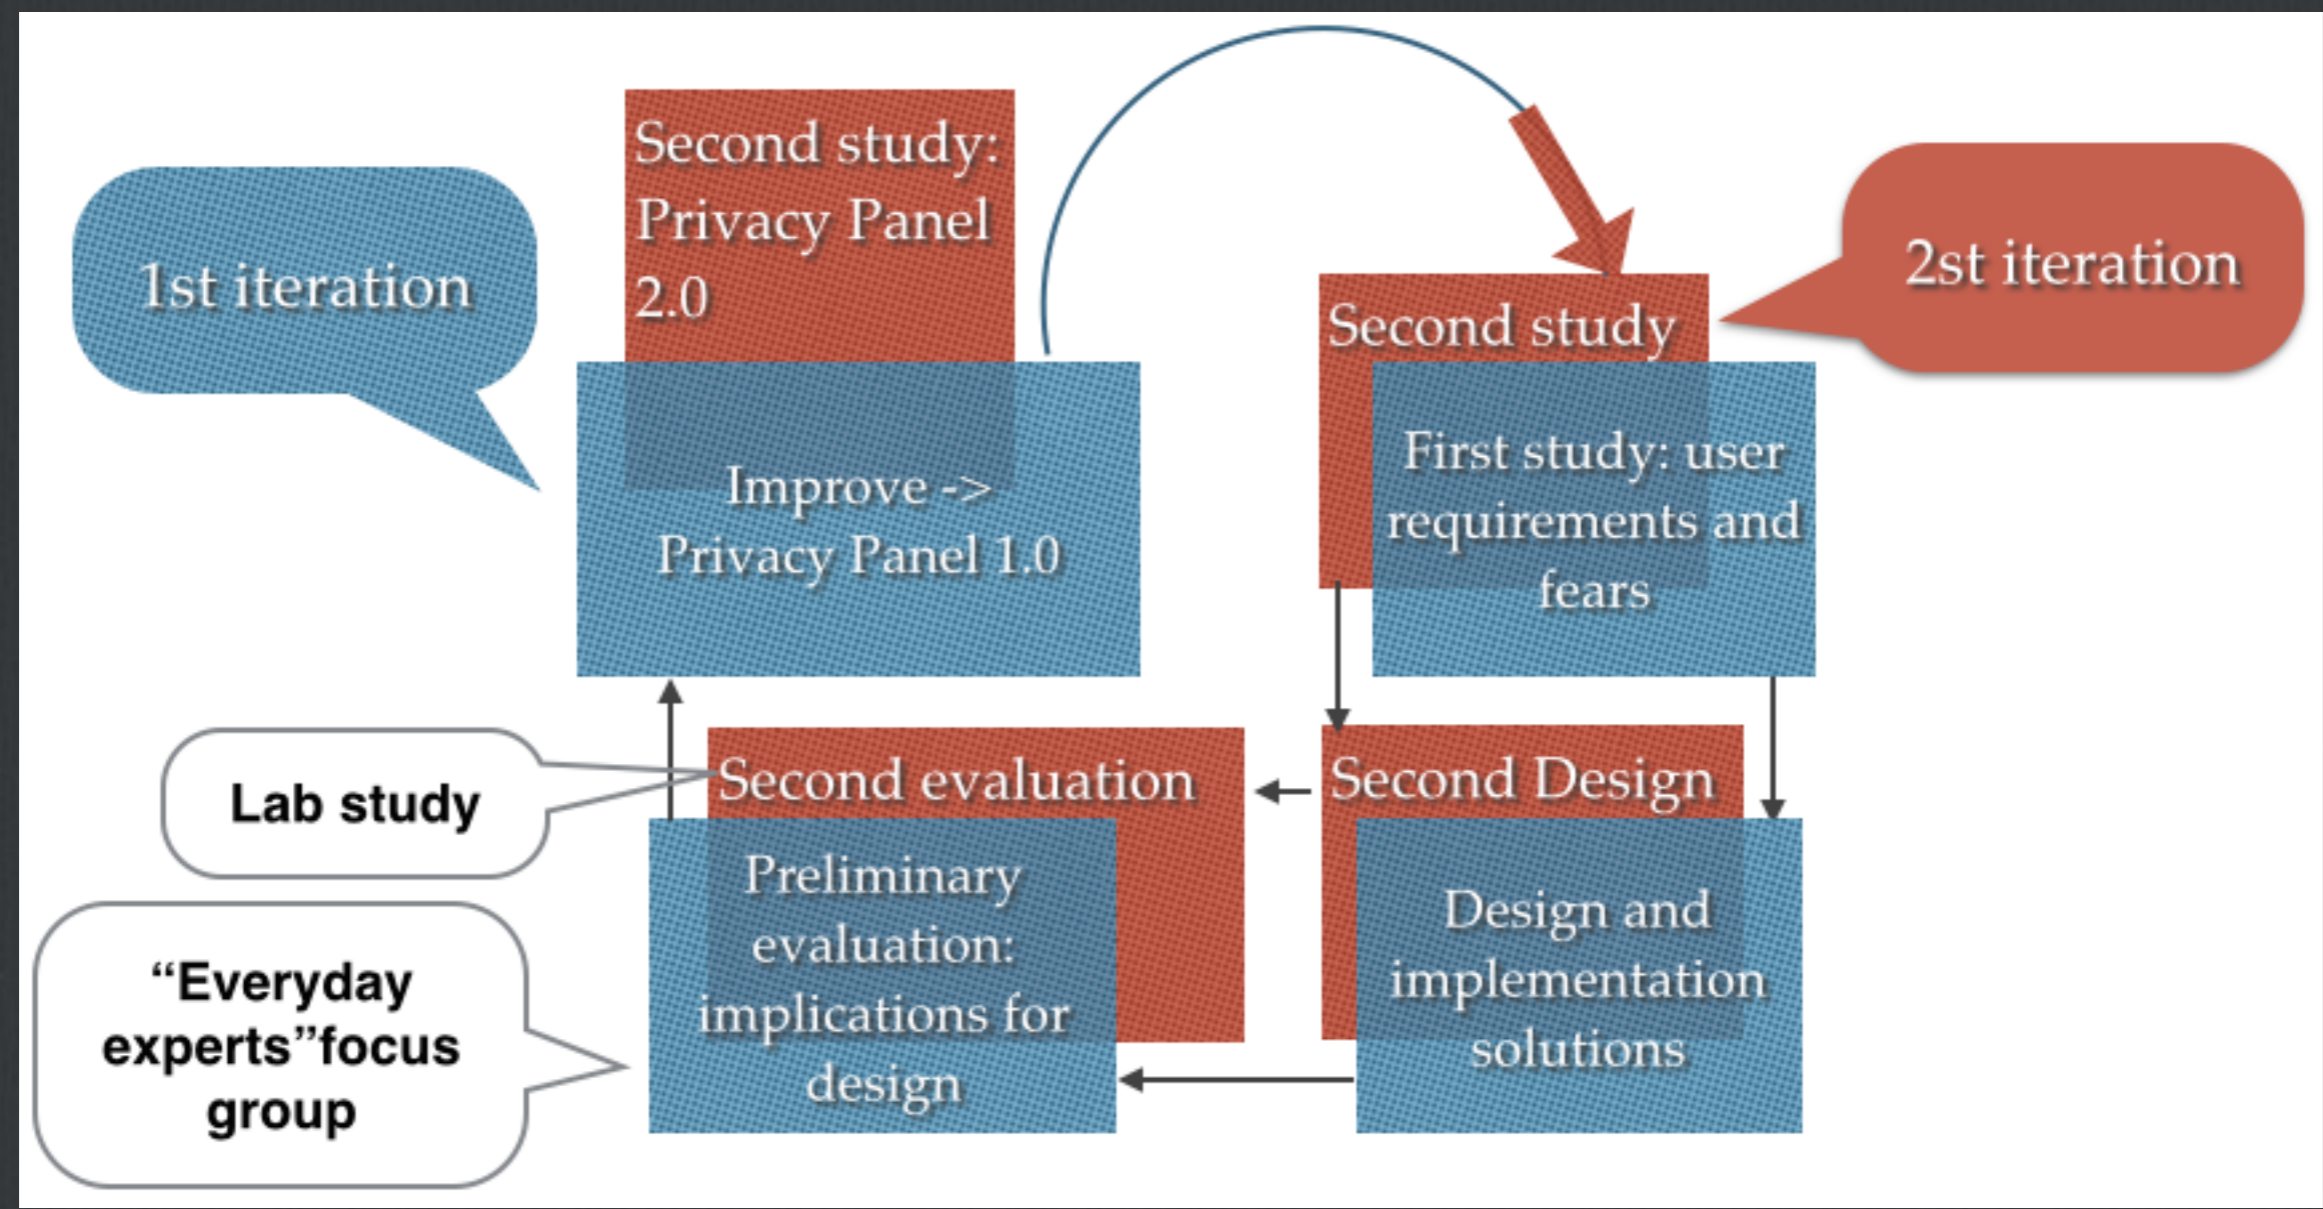 1st iteration
Second study:
Privacy Panel
2.0
Improve ->
Privacy Panel 1.0
2st iteration
Second study
First study: user
requirements and
fears
Lab study
Second evaluation
Preliminary
evaluation:
implications for
design
Second Design
Design and
implementation
solutions
“Everyday
experts”focus
group